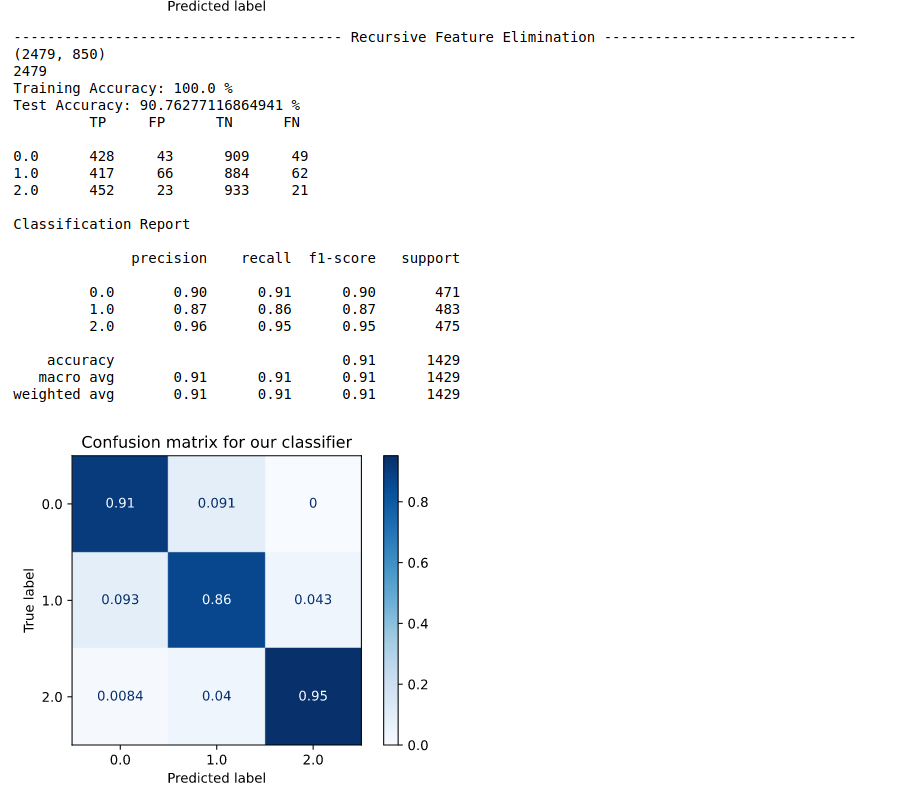 Predicted label
--------------------------------------- Recursive Feature Elimination ------------------------------
(2479, 850)
2479
Training Accuracy: 100.0 %
Test Accuracy: 90.76277116864941 %
TP FP TN FN
0.0 428 43 909 49
1.0 417 66 884 62
2.0 452 23 933 21
Classification Report
precision recall f1-score support
0.0 0.90 0.91 0.90 471
1.0 0.87 0.86 0.87 483
2.0 0.96 0.95 0.95 475
accuracy 0.91 1429
macro avg 0.91 0.91 0.91 1429
weighted avg 0.91 0.91 0.91 1429
Confusion matrix for our classifier
0.0 0.91 0.091 0
0.8
0.6
True label
1.0 0.093 0.86 0.043
0.4
0.2
2.0 0.0084 0.04 0.95
0.0
0.0 1.0 2.0
Predicted label